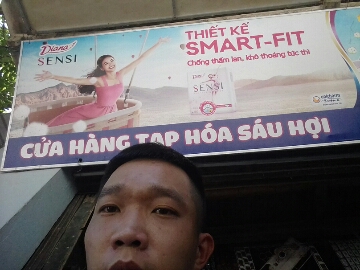 Diana
SENSI
THIẾT KẾ
SMART-FIT
Chống thấm lan, khô thoáng tức thì
SENSI
CỬA HÀNG TẠP HÓA SÁU HỢI